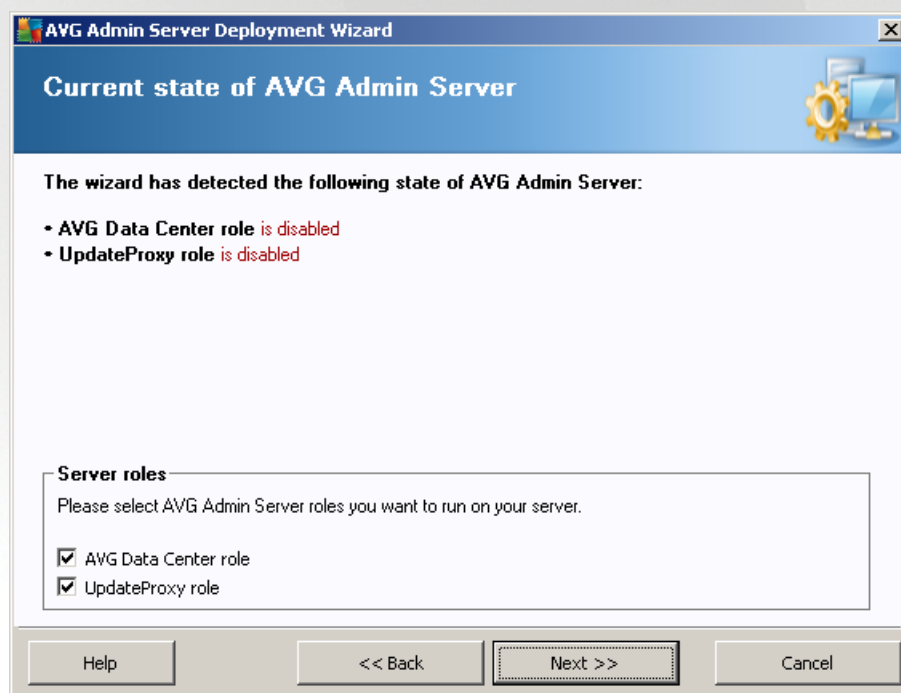 AVG Admin Server Deployment Wizard
Current state of AVG Admin Server
The wizard has detected the following state of AVG Admin Server:
• AVG Data Center role is disabled
• UpdateProxy role is disabled
Server roles
Please select AVG Admin Server roles you want to run on your server.
AVG Data Center role
UpdateProxy role
Help
<< Back
Next >>
Cancel